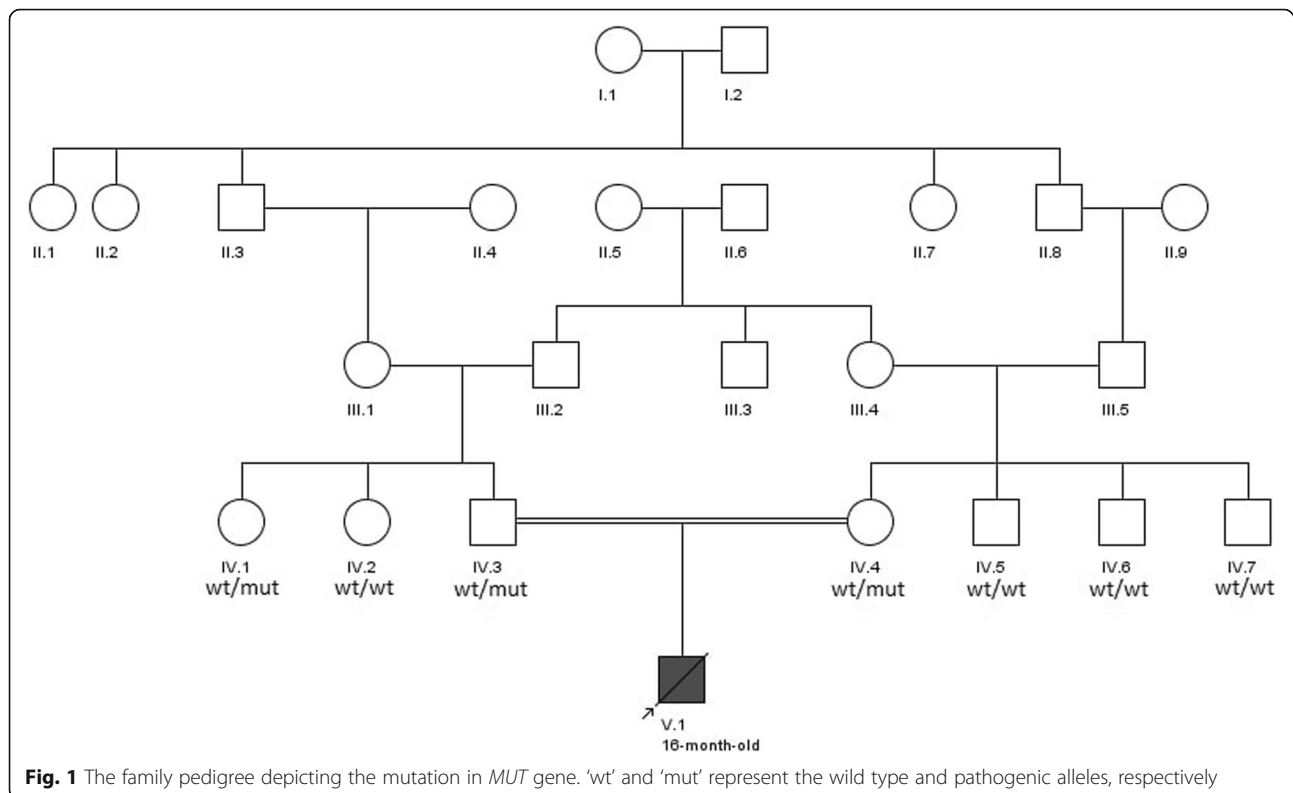 I.1 I.2
II.1 II.2 II.3 II.4 II.5 II.6 II.7 II.8 II.9
III.1 III.2 III.3 III.4 III.5
IV.1 IV.2 IV.3 IV.4 IV.5 IV.6 IV.7
wt/mut wt/wt wt/mut wt/mut wt/wt wt/wt wt/wt
V.1
16-month-old
Fig. 1 The family pedigree depicting the mutation in MUT gene. ‘wt’ and ‘mut’ represent the wild type and pathogenic alleles, respectively